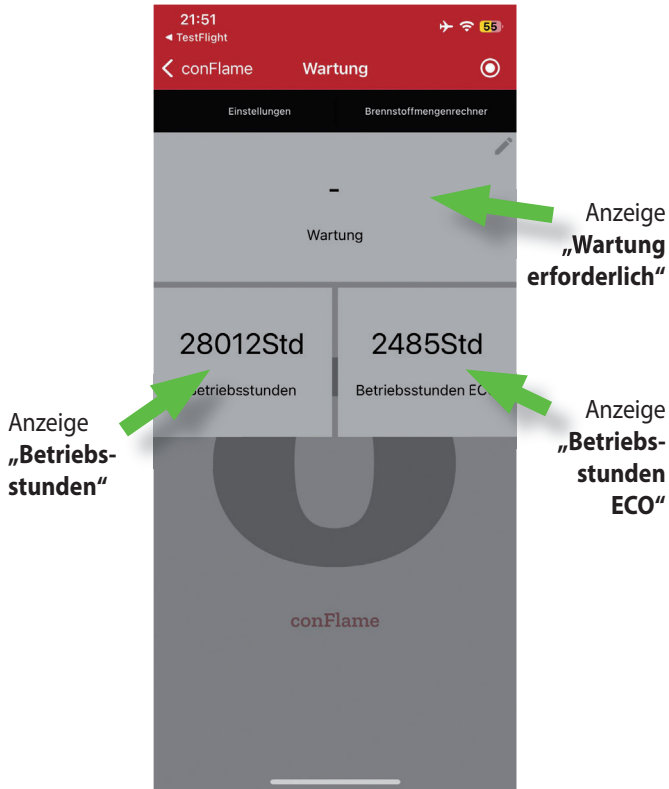 21:51
◀ TestFlight
55
conFlame
Wartung
Einstellungen
Brennstoffmengenrechner
-
Wartung
Anzeige
„Wartung
erforderlich“
28012Std
2485Std
etriebsstunden
Betriebsstunden EC
Anzeige
„Betriebs-
stunden“
Anzeige
„Betriebs-
stunden
ECO“
conFlame